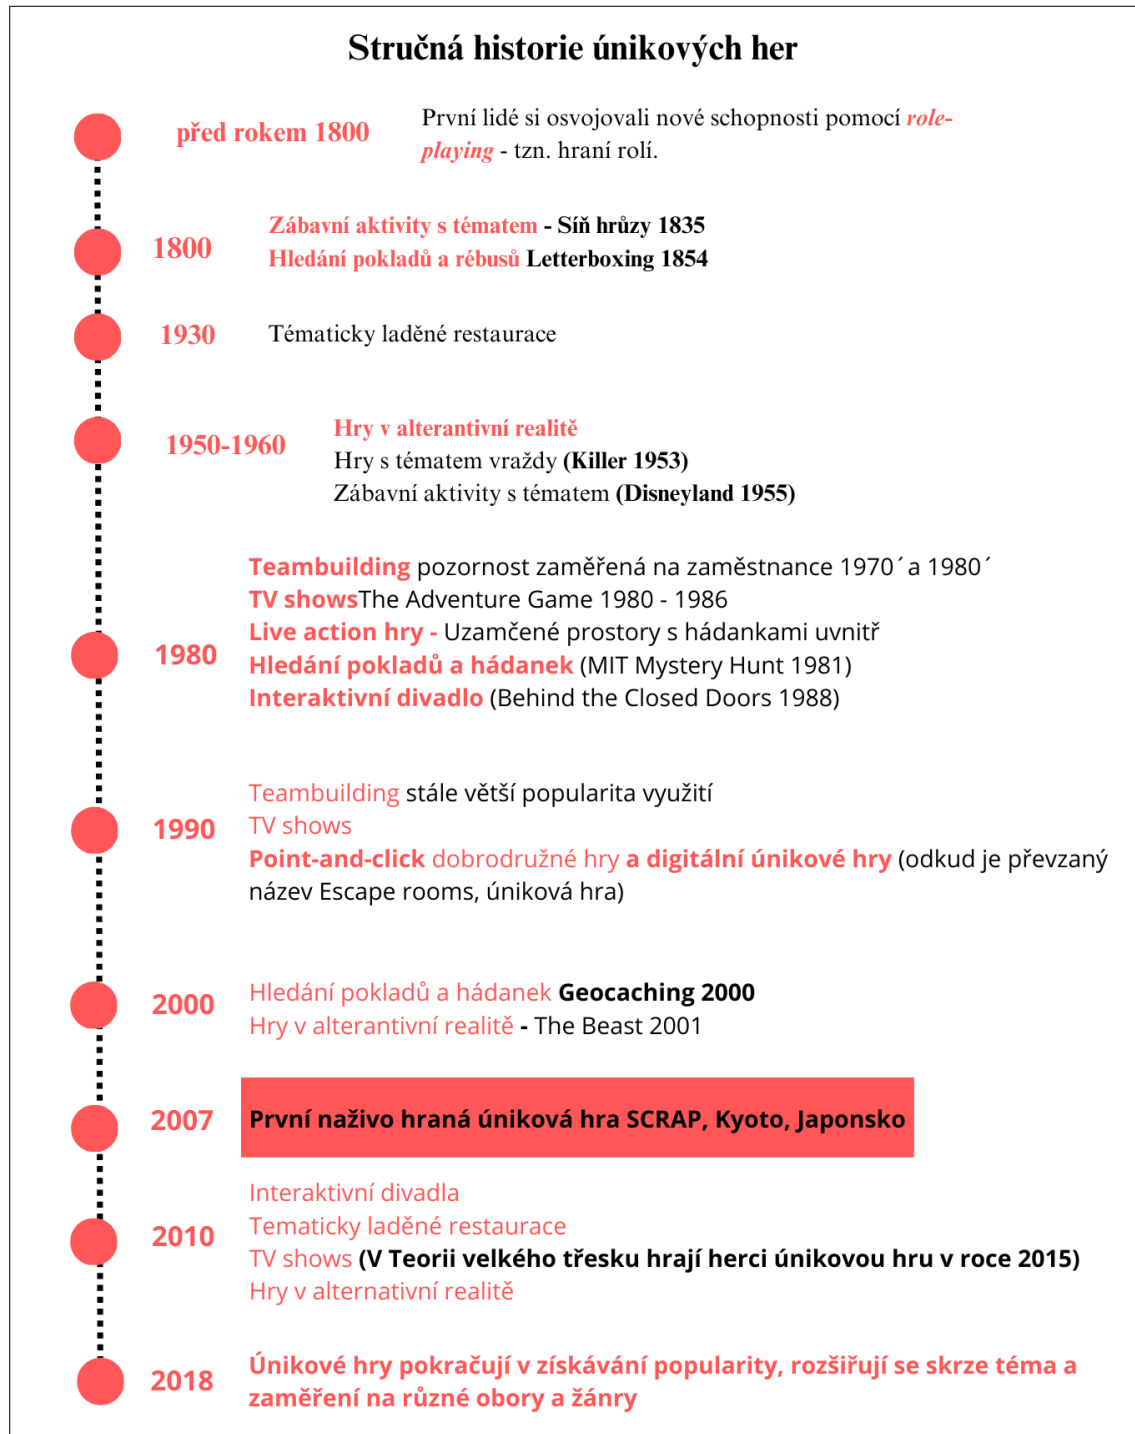 Stručná historie únikových her
před rokem 1800
První lidé si osvojovali nové schopnosti pomocí role-
playing - tzn. hraní rolí.
1800
Zábavní aktivity s tématem - Síň hrůzy 1835
Hledání pokladů a rébusů Letterboxing 1854
1930
Tématicky laděné restaurace
1950-1960
Hry v alterantivní realitě
Hry s tématem vraždy (Killer 1953)
Zábavní aktivity s tématem (Disneyland 1955)
1980
Teambuilding pozornost zaměřená na zaměstnance 1970´a 1980´
TV showsThe Adventure Game 1980 - 1986
Live action hry - Uzamčené prostory s hádankami uvnitř
Hledání pokladů a hádanek (MIT Mystery Hunt 1981)
Interaktivní divadlo (Behind the Closed Doors 1988)
1990
Teambuilding stále větší popularita využití
TV shows
Point-and-click dobrodružné hry a digitální únikové hry (odkud je převzaný
název Escape rooms, úniková hra)
2000
Hledání pokladů a hádanek Geocaching 2000
Hry v alterantivní realitě - The Beast 2001
2007
První naživo hraná úniková hra SCRAP, Kyoto, Japonsko
2010
Interaktivní divadla
Tematicky laděné restaurace
TV shows (V Teorii velkého třesku hrají herci únikovou hru v roce 2015)
Hry v alternativní realitě
2018
Únikové hry pokračují v získávání popularity, rozšiřují se skrze téma a
zaměření na různé obory a žánry